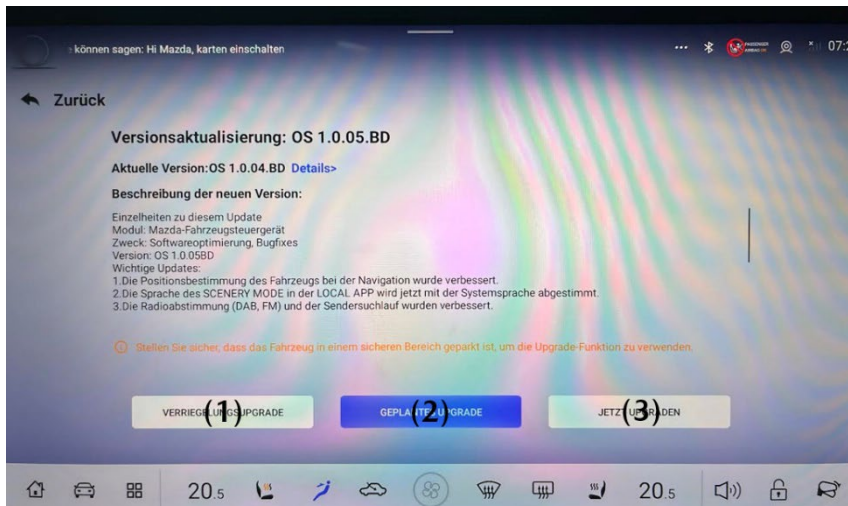 können sagen: Hi Mazda, karten einschalten
PASSENGER
AIRBAG
Zurück
Versionsaktualisierung: OS 1.0.05.BD
Aktuelle Version:OS 1.0.04.BD Details>
Beschreibung der neuen Version:
Einzelheiten zu diesem Update
Modul: Mazda-Fahrzeugsteuergerät
Zweck: Softwareoptimierung, Bugfixes
Version: OS 1.0.05BD
Wichtige Updates:
1.Die Positionsbestimmung des Fahrzeugs bei der Navigation wurde verbessert.
2.Die Sprache des SCENERY MODE in der LOCAL APP wird jetzt mit der Systemsprache abgestimmt.
3.Die Radioabstimmung (DAB, FM) und der Sendersuchlauf wurden verbessert.
Stellen Sie sicher, dass das Fahrzeug in einem sicheren Bereich geparkt ist, um die Upgrade-Funktion zu verwenden.
VERRIEGELUNGSUPGRADE (1)
GEPLANTES UPGRADE (2)
JETZT UPGRADEN (3)
20.5
20.5